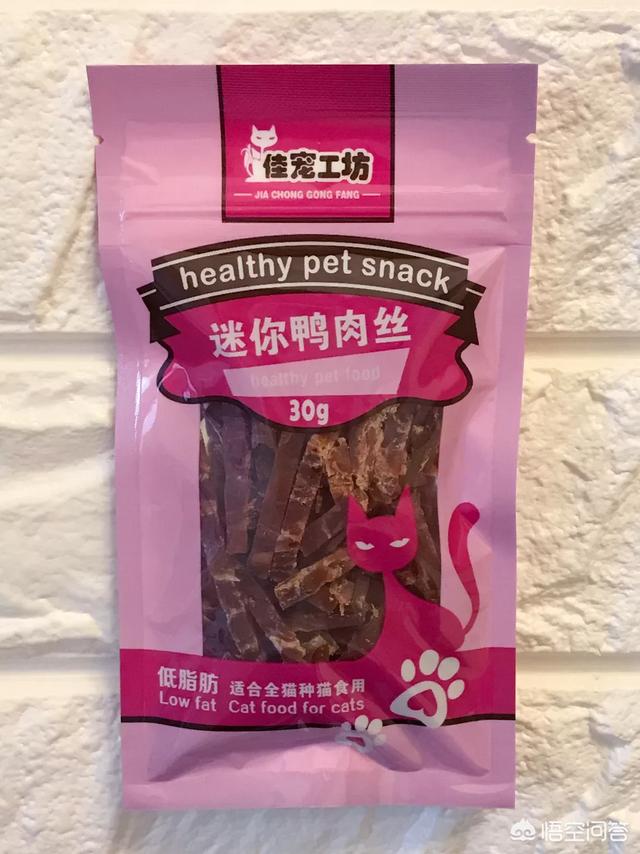 佳宠工坊
JIA CHONG GONG FANG
healthy pet snack
迷你鸭肉丝
healthy pet food
30g
低脂肪 适合全猫种猫食用
Low fat Cat food for cats
悟空问答